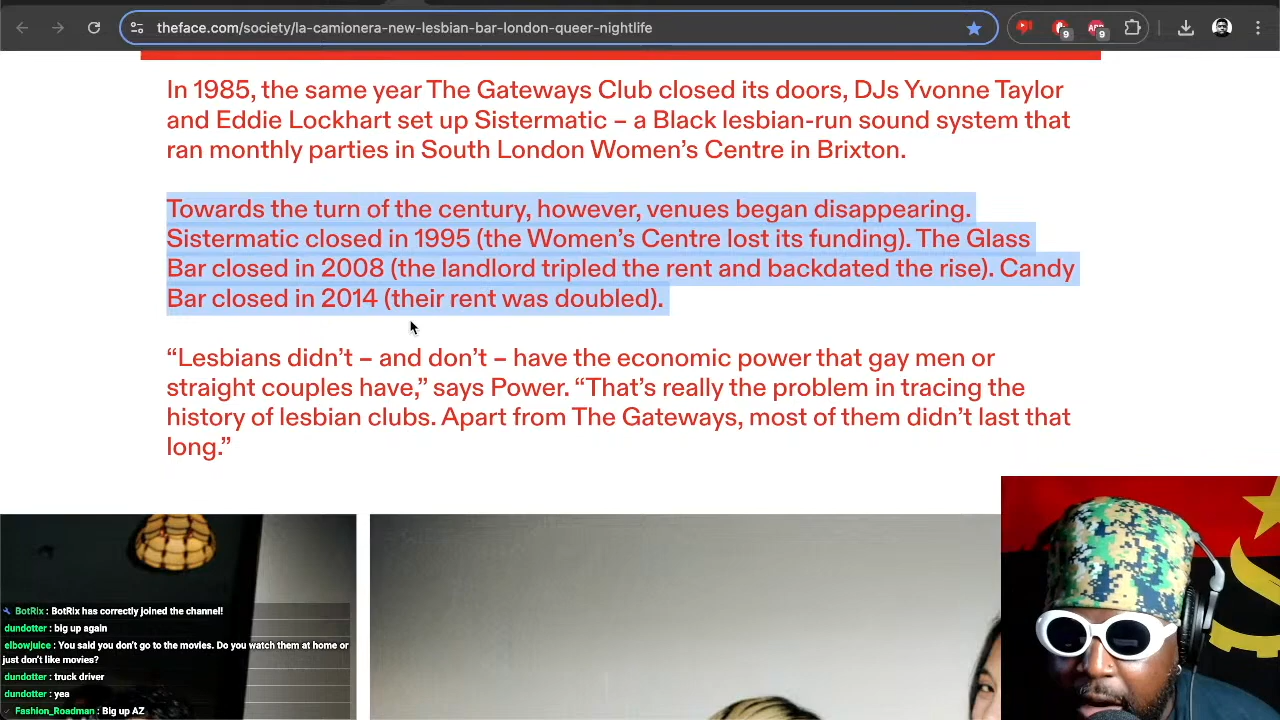 theface.com/society/la-camionera-new-lesbian-bar-london-queer-nightlife
9
9
In 1985, the same year The Gateways Club closed its doors, DJs Yvonne Taylor
and Eddie Lockhart set up Sistermatic – a Black lesbian-run sound system that
ran monthly parties in South London Women’s Centre in Brixton.
Towards the turn of the century, however, venues began disappearing.
Sistermatic closed in 1995 (the Women’s Centre lost its funding). The Glass
Bar closed in 2008 (the landlord tripled the rent and backdated the rise). Candy
Bar closed in 2014 (their rent was doubled).
“Lesbians didn’t – and don’t – have the economic power that gay men or
straight couples have,” says Power. “That’s really the problem in tracing the
history of lesbian clubs. Apart from The Gateways, most of them didn’t last that
long.”
BotRix : BotRix has correctly joined the channel!
dundotter : big up again
elbowjuice : You said you don’t go to the movies. Do you watch them at home or
just don’t like movies?
dundotter : truck driver
dundotter : yea
Fashion_Roadman : Big up AZ